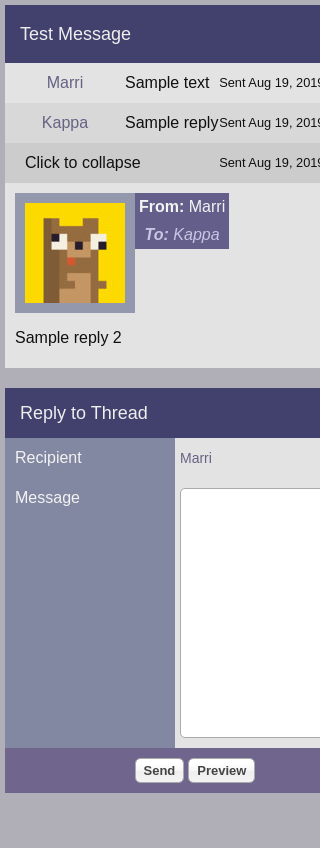 Test Message
Marri Sample text Sent Aug 19, 2019
Kappa Sample reply Sent Aug 19, 2019
Click to collapse Sent Aug 19, 2019
From: Marri
To: Kappa
Sample reply 2
Reply to Thread
Recipient Marri
Message
Send Preview